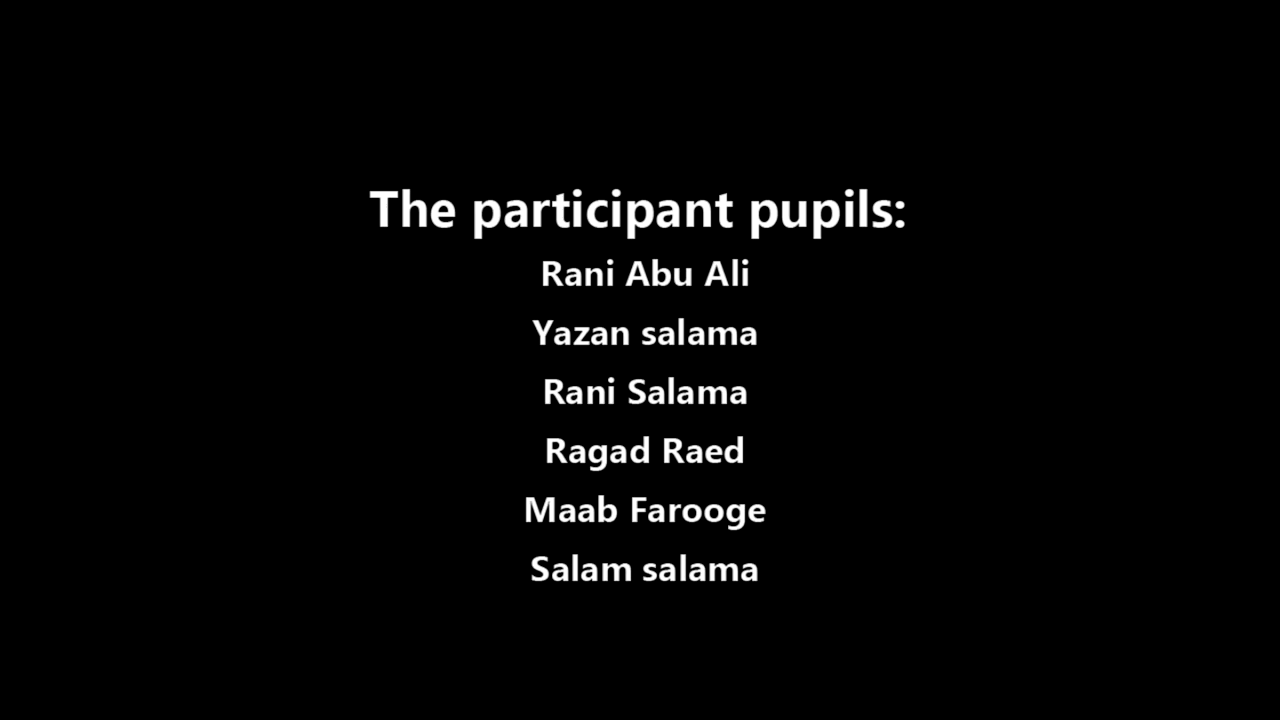 The participant pupils:
Rani Abu Ali
Yazan salama
Rani Salama
Ragad Raed
Maab Farooge
Salam salama